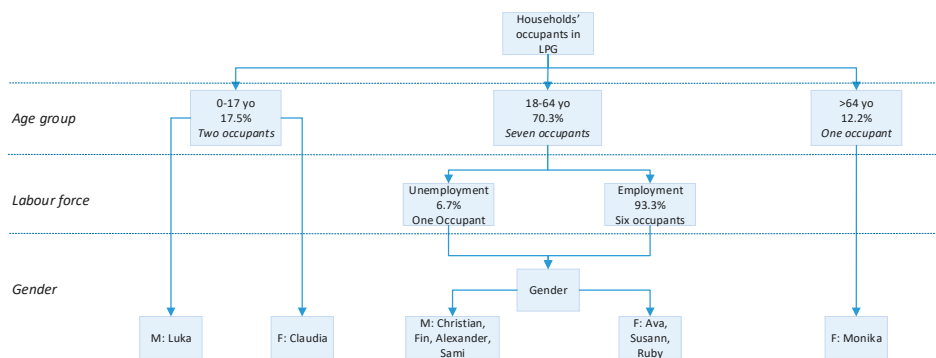 Households'
occupants in
LPG
Age group
0-17 yo
17.5%
Two occupants
18-64 yo
70.3%
Seven occupants
>64 yo
12.2%
One occupant
Labour force
Unemployment
6.7%
One Occupant
Employment
93.3%
Six occupants
Gender
Gender
M: Luka
F: Claudia
M: Christian,
Fin, Alexander,
Sami
F: Ava,
Susann,
Ruby
F: Monika